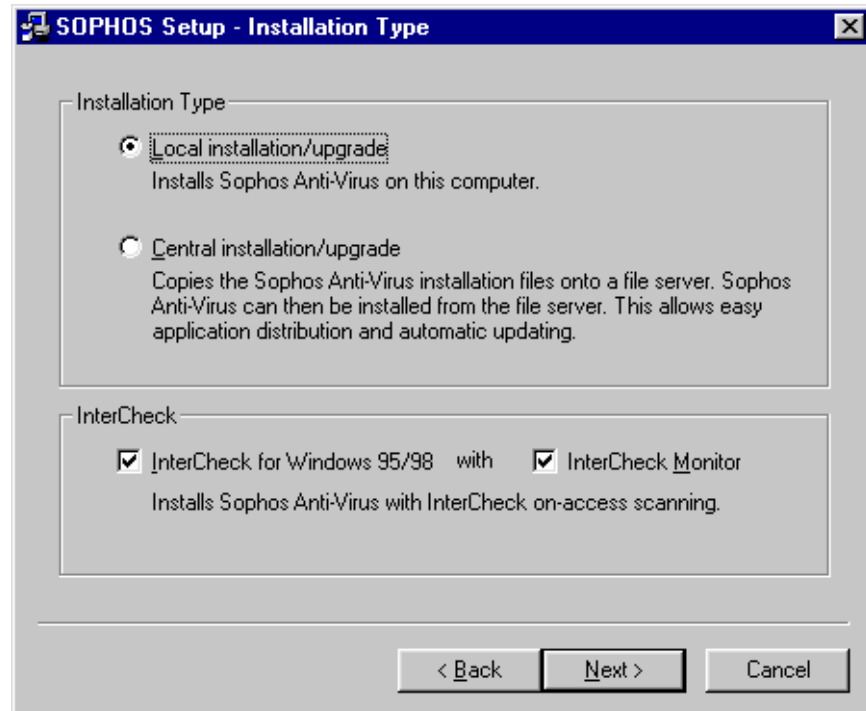 SOPHOS Setup - Installation Type
Installation Type
Local installation/upgrade
Installs Sophos Anti-Virus on this computer.
Central installation/upgrade
Copies the Sophos Anti-Virus installation files onto a file server. Sophos
Anti-Virus can then be installed from the file server. This allows easy
application distribution and automatic updating.
InterCheck
InterCheck for Windows 95/98 with InterCheck Monitor
Installs Sophos Anti-Virus with InterCheck on-access scanning.
< Back Next > Cancel